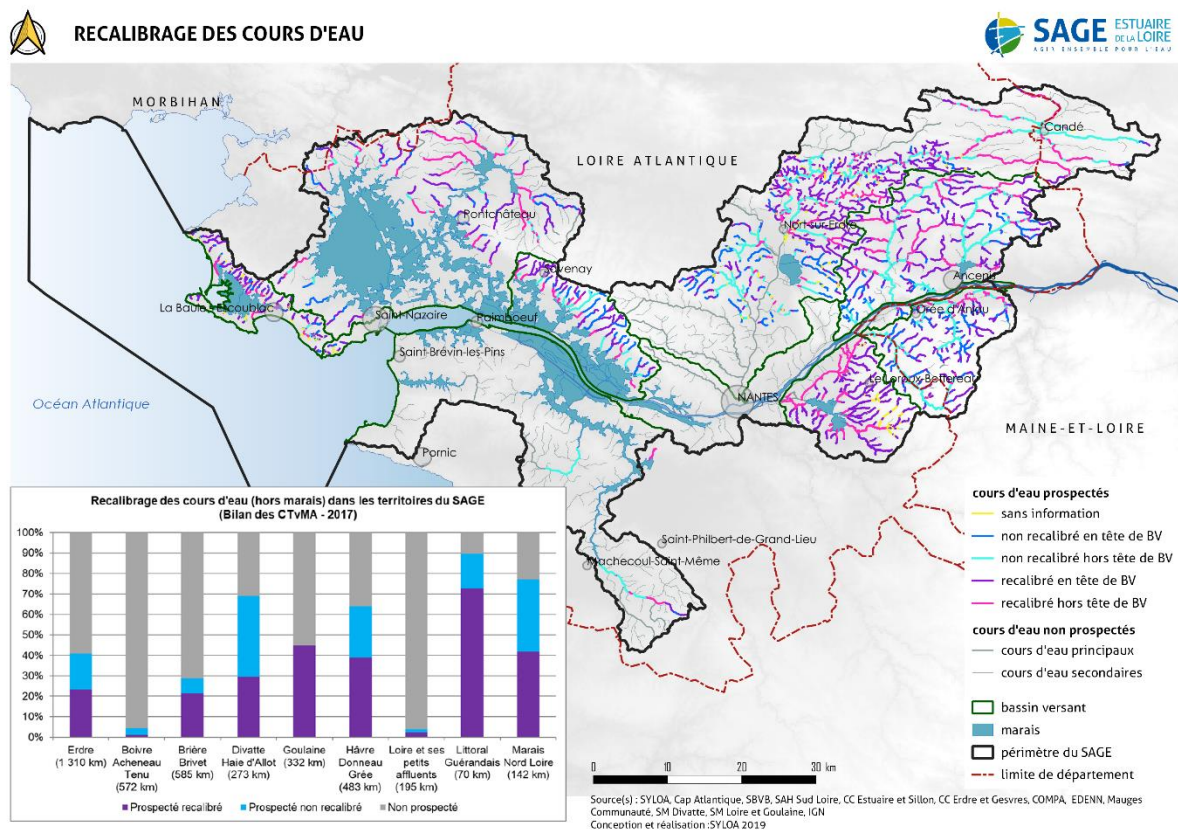 RECALIBRAGE DES COURS D'EAU
SAGE ESTUAIRE DE LA LOIRE
AGIR ENSEMBLE POUR L'EAU
MORBIHAN
LOIRE ATLANTIQUE
Candé
Pontchâteau
Nort-sur-Erdre
Savenay
Ancenis
La Baule-Escoublac
Saint-Nazaire
Paimboeuf
Orée d'Anjou
Saint-Brévin-les-Pins
Le Loroux-Bottereau
Océan Atlantique
NANTES
MAINE-ET-LOIRE
Pornic
Saint-Philbert-de-Grand-Lieu
Machecoul-Saint-Même
Recalibrage des cours d'eau (hors marais) dans les territoires du SAGE
(Bilan des CTvMA - 2017)
100%
90%
80%
70%
60%
50%
40%
30%
20%
10%
0%
Erdre
(1 310 km)
Boivre
Acheneau
Tenu
(572 km)
Brière
Brivet
(585 km)
Divatte
Haie d'Allot
(273 km)
Goulaine
(332 km)
Hâvre
Donneau
Grée
(483 km)
Loire et ses
petits
affluents
(195 km)
Littoral
Guérandais
(70 km)
Marais
Nord Loire
(142 km)
Prospecté recalibré
Prospecté non recalibré
Non prospecté
cours d'eau prospectés
sans information
non recalibré en tête de BV
non recalibré hors tête de BV
recalibré en tête de BV
recalibré hors tête de BV
cours d'eau non prospectés
cours d'eau principaux
cours d'eau secondaires
bassin versant
marais
périmètre du SAGE
limite de département
0 10 20 30 km
Source(s) : SYLOA, Cap Atlantique, SBVB, SAH Sud Loire, CC Estuaire et Sillon, CC Erdre et Gesvres, COMPA, EDENN, Mauges
Communauté, SM Divatte, SM Loire et Goulaine, IGN
Conception et réalisation :SYLOA 2019